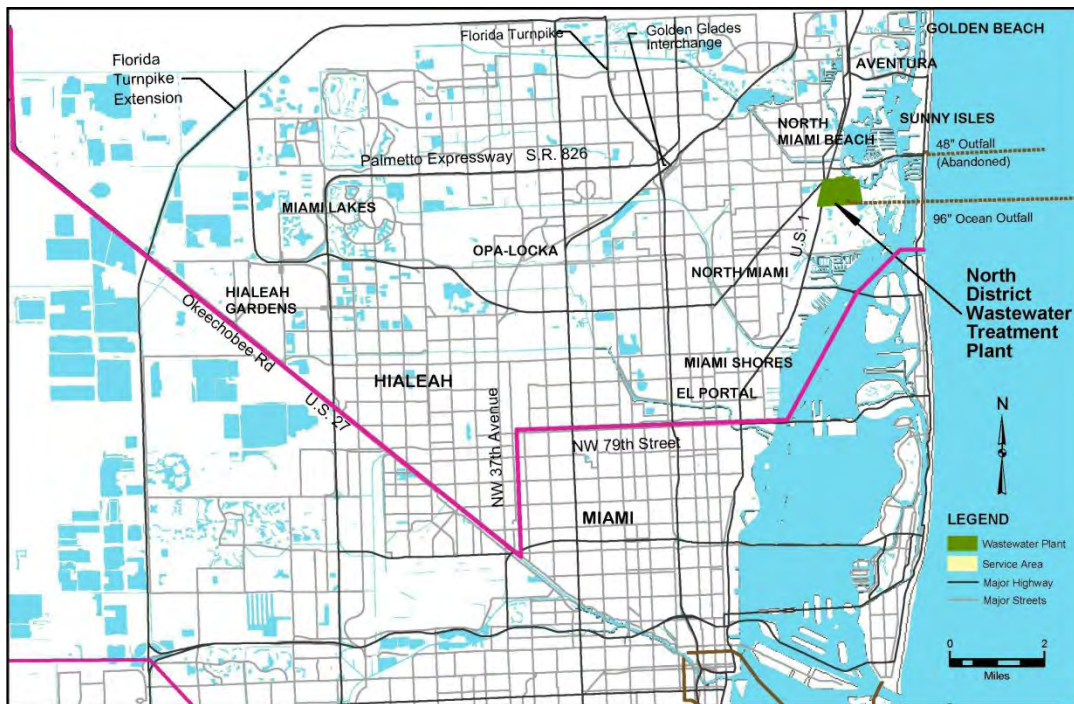 GOLDEN BEACH
Florida Turnpike
Golden Glades
Interchange
Florida
Turnpike
Extension
AVENTURA
SUNNY ISLES
NORTH
MIAMI BEACH
48" Outfall
(Abandoned)
Palmetto Expressway S.R. 826
MIAMI LAKES
96" Ocean Outfall
U.S. 1
OPA-LOCKA
NORTH MIAMI
North
District
Wastewater
Treatment
Plant
HIALEAH
GARDENS
Okeechobee Rd
U.S. 27
MIAMI SHORES
HIALEAH
EL PORTAL
NW 37th Avenue
NW 79th Street
MIAMI
N
LEGEND
Wastewater Plant
Service Area
Major Highway
Major Streets
0 2
Miles